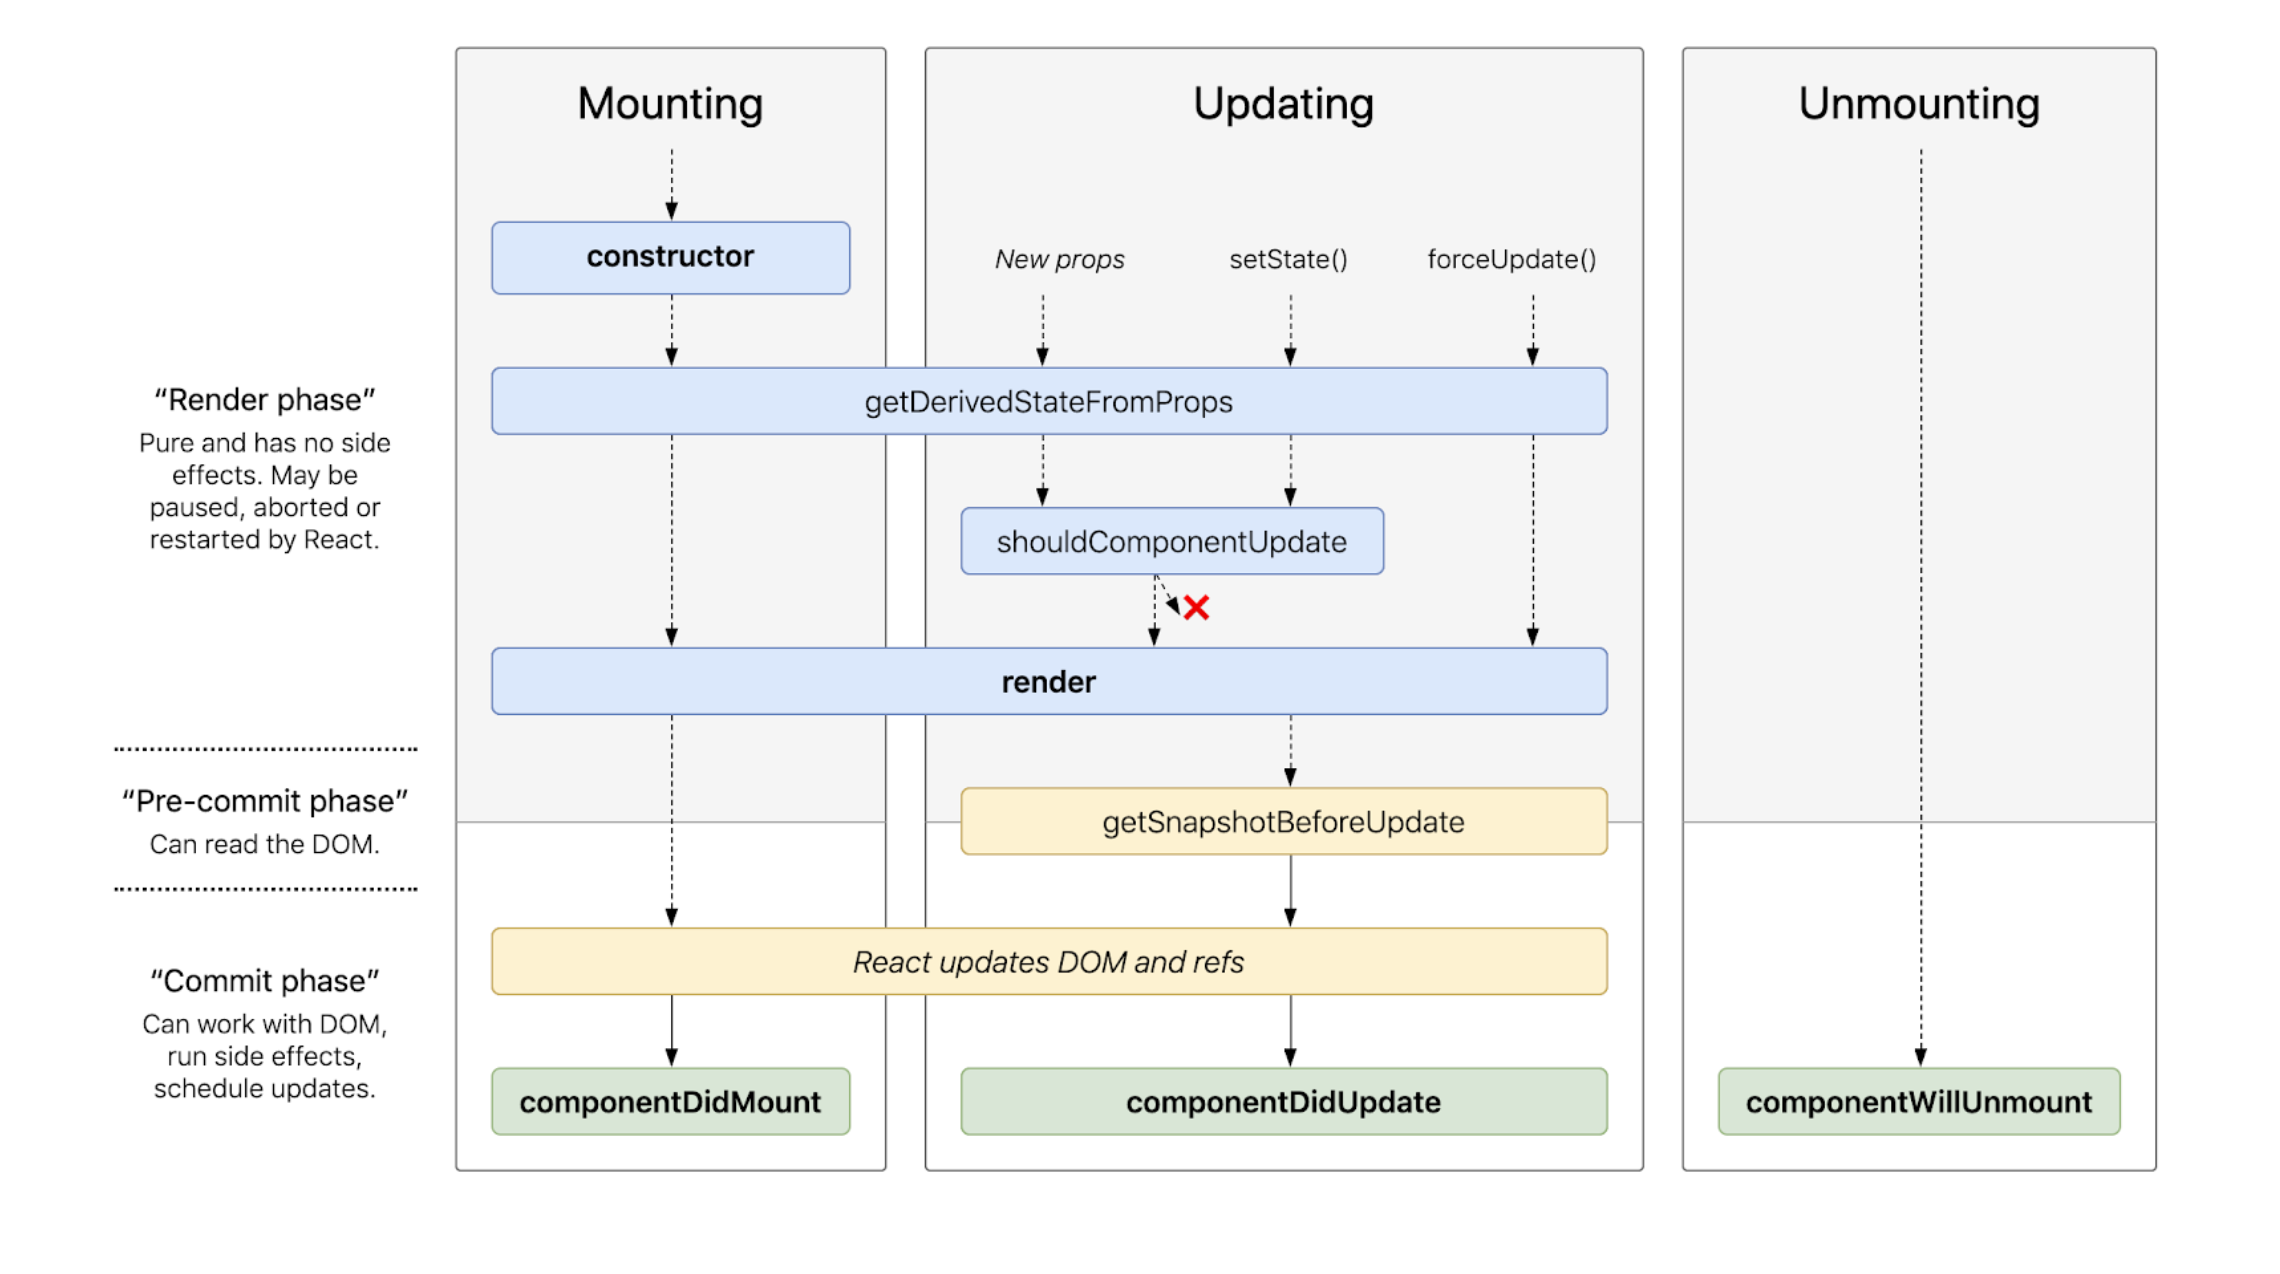 Mounting
Updating
Unmounting
constructor
New props
setState()
forceUpdate()
getDerivedStateFromProps
“Render phase”
Pure and has no side
effects. May be
paused, aborted or
restarted by React.
shouldComponentUpdate
render
“Pre-commit phase”
Can read the DOM.
getSnapshotBeforeUpdate
React updates DOM and refs
“Commit phase”
Can work with DOM,
run side effects,
schedule updates.
componentDidMount
componentDidUpdate
componentWillUnmount